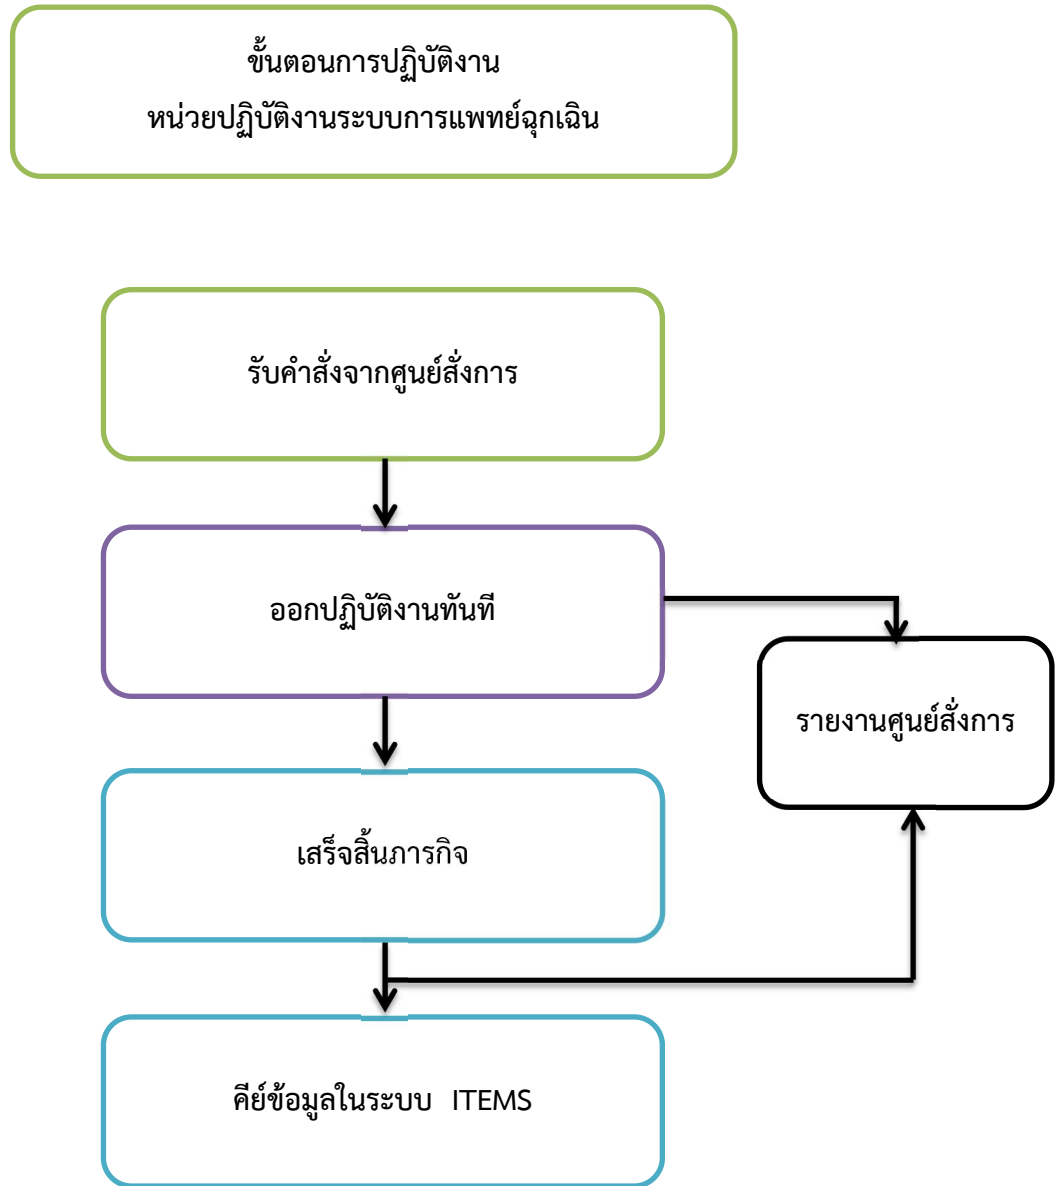 ขั้นตอนการปฏิบัติงาน
หน่วยปฏิบัติงานระบบการแพทย์ฉุกเฉิน
รับคำสั่งจากศูนย์สั่งการ
ออกปฏิบัติงานทันที
รายงานศูนย์สั่งการ
เสร็จสิ้นภารกิจ
คีย์ข้อมูลในระบบ ITEMS